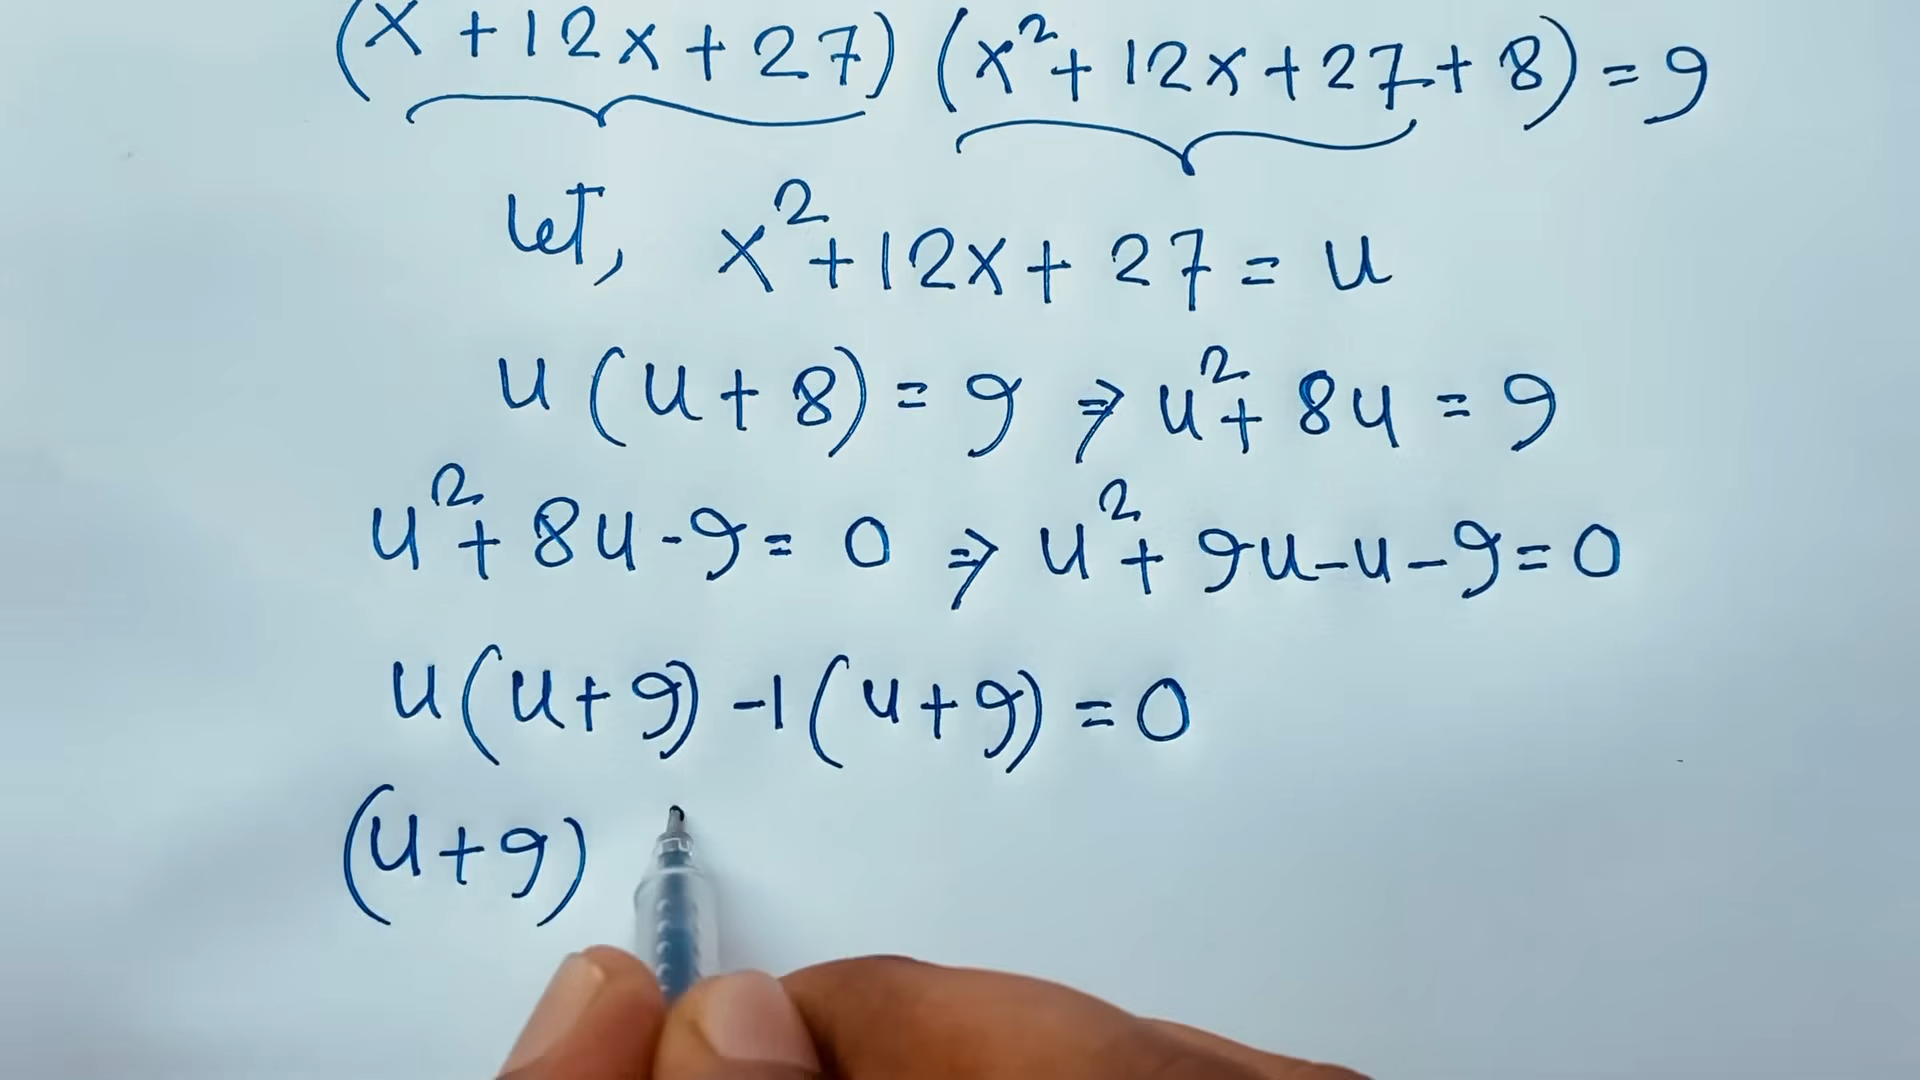 (x + 12x + 27) (x² + 12x + 27 + 8) = 9
let, x² + 12x + 27 = u
u (u + 8) = 9 ⇒ u² + 8u = 9
u² + 8u - 9 = 0 ⇒ u² + 9u - u - 9 = 0
u (u + 9) - 1 (u + 9) = 0
(u + 9)